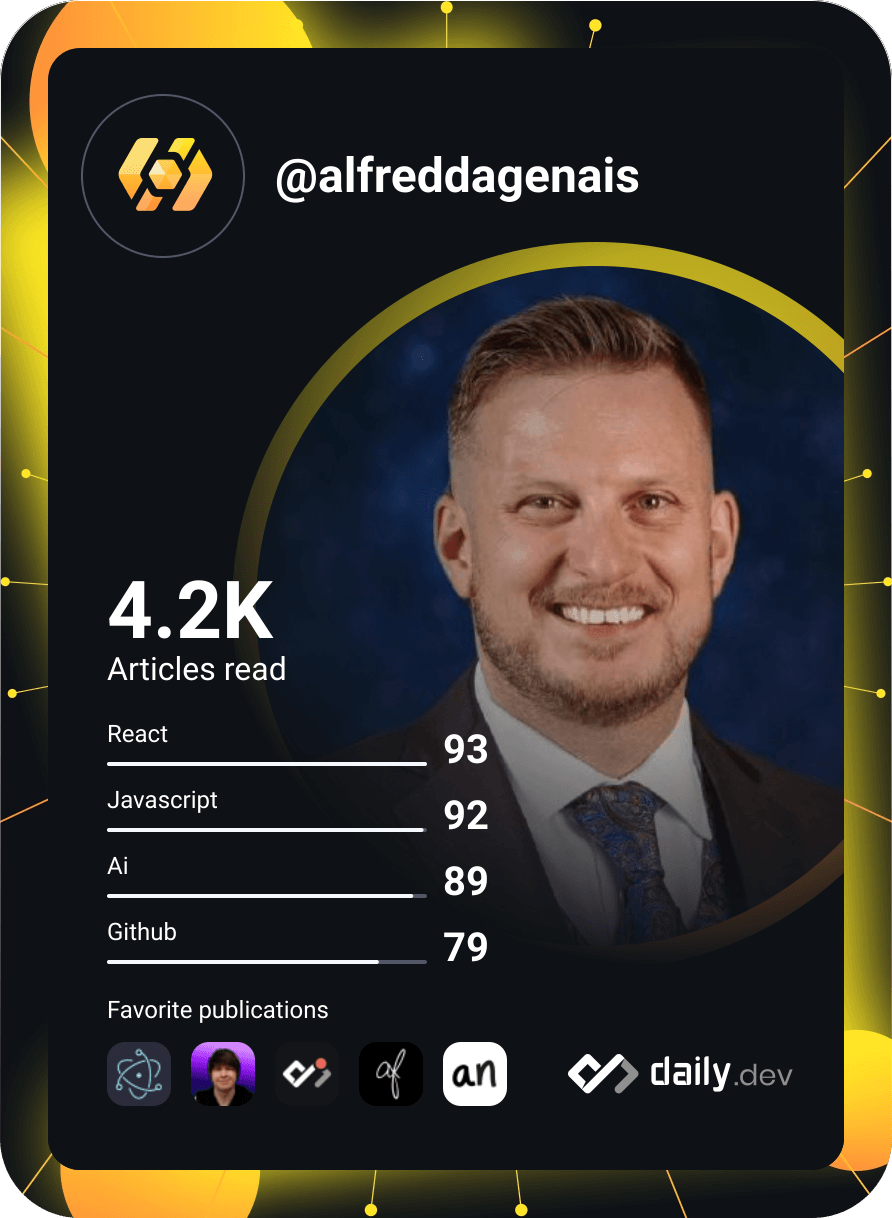 @alfreddagenais
4.2K
Articles read
React
93
Javascript
92
Ai
89
Github
79
Favorite publications
af
an
daily.dev